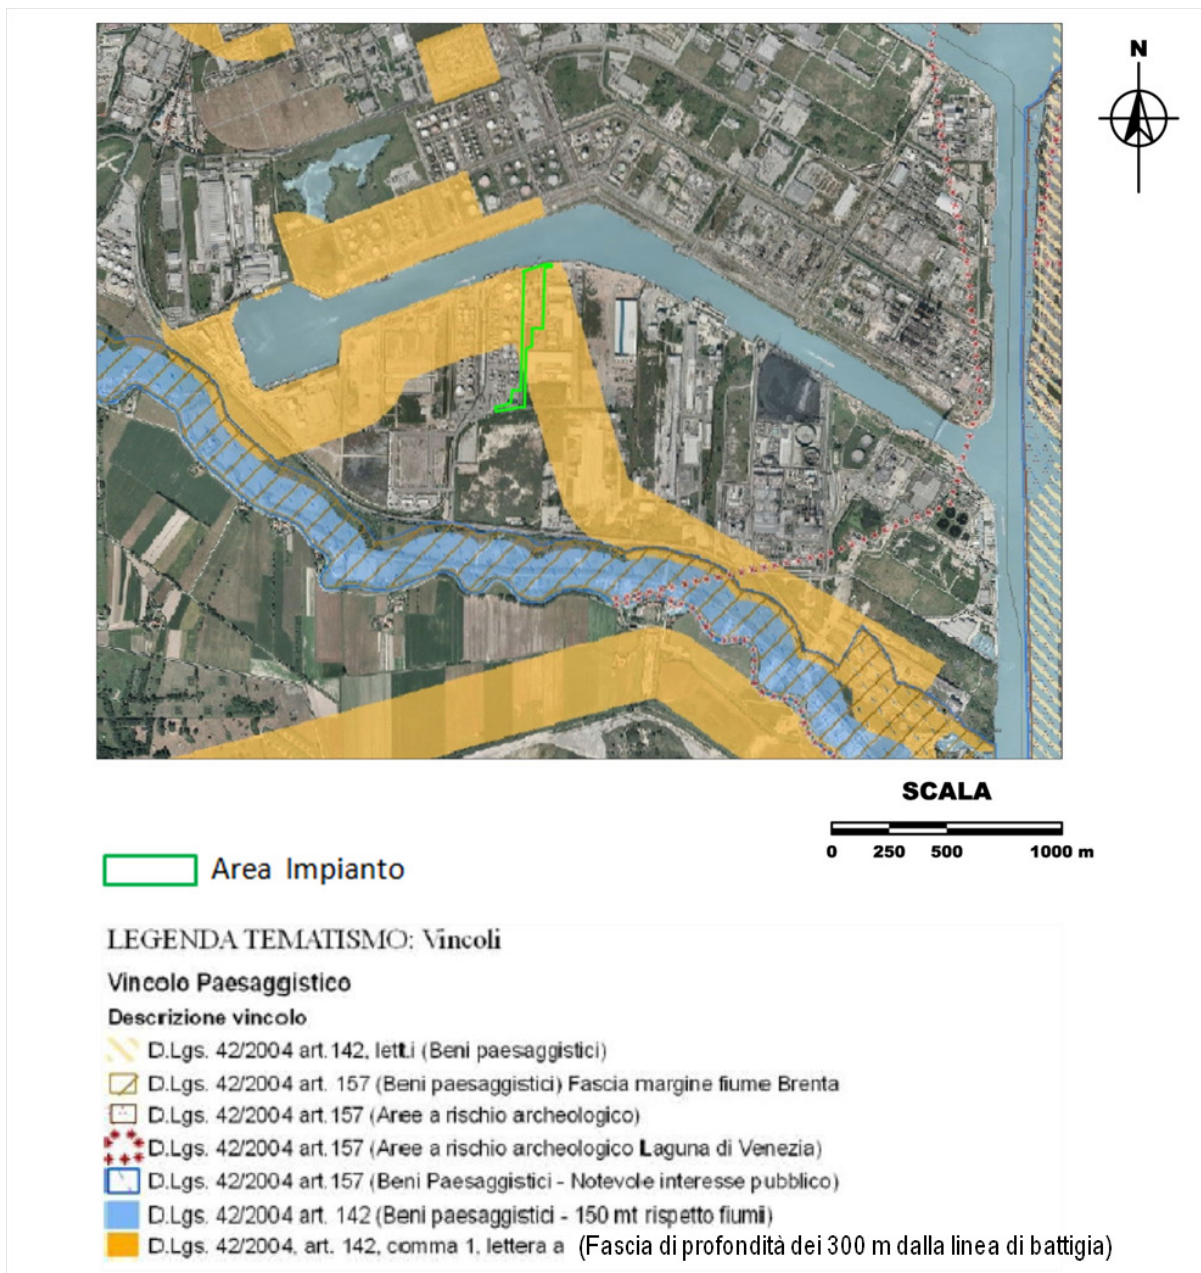 N
SCALA
0 250 500 1000 m
Area Impianto
LEGENDA TEMATISMO: Vincoli
Vincolo Paesaggistico
Descrizione vincolo
D.Lgs. 42/2004 art. 142, lett.i (Beni paesaggistici)
D.Lgs. 42/2004 art. 157 (Beni paesaggistici) Fascia margine fiume Brenta
D.Lgs. 42/2004 art. 157 (Aree a rischio archeologico)
D.Lgs. 42/2004 art. 157 (Aree a rischio archeologico Laguna di Venezia)
D.Lgs. 42/2004 art. 157 (Beni Paesaggistici - Notevole interesse pubblico)
D.Lgs. 42/2004 art. 142 (Beni paesaggistici - 150 mt rispetto fiumi)
D.Lgs. 42/2004, art. 142, comma 1, lettera a (Fascia di profondità dei 300 m dalla linea di battigia)